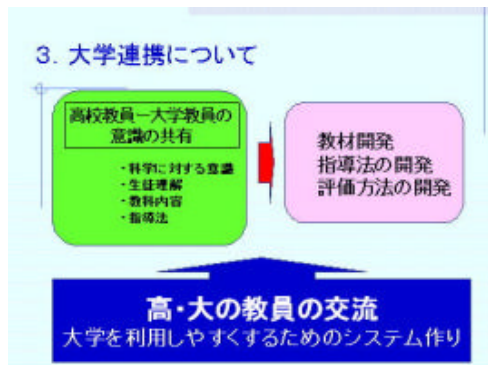 3．大学連携について
高校教員－大学教員の
意識の共有
・科学に対する意識
・生徒理解
・教科内容
・指導法
教材開発
指導法の開発
評価方法の開発
高・大の教員の交流
大学を利用しやすくするためのシステム作り